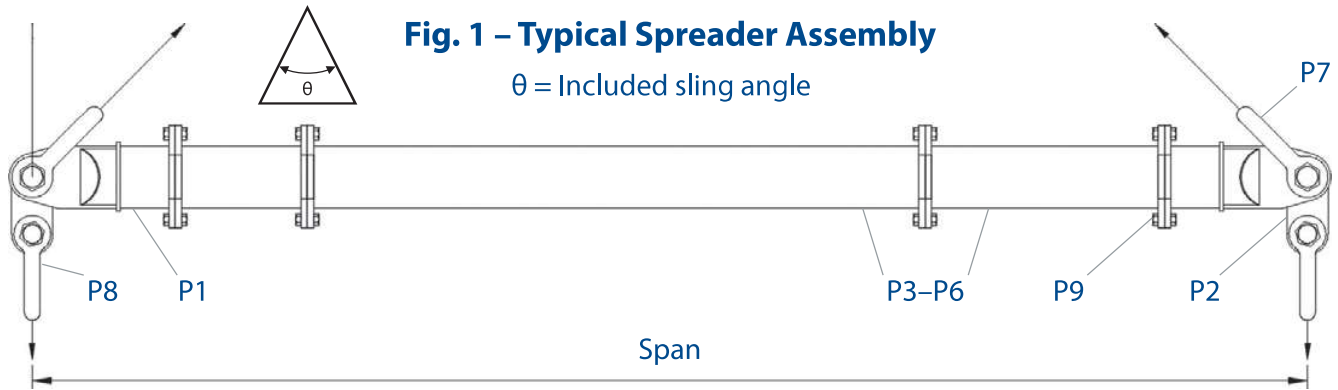 Fig. 1 – Typical Spreader Assembly
θ = Included sling angle
θ
P7
P8
P1
P3–P6
P9
P2
Span